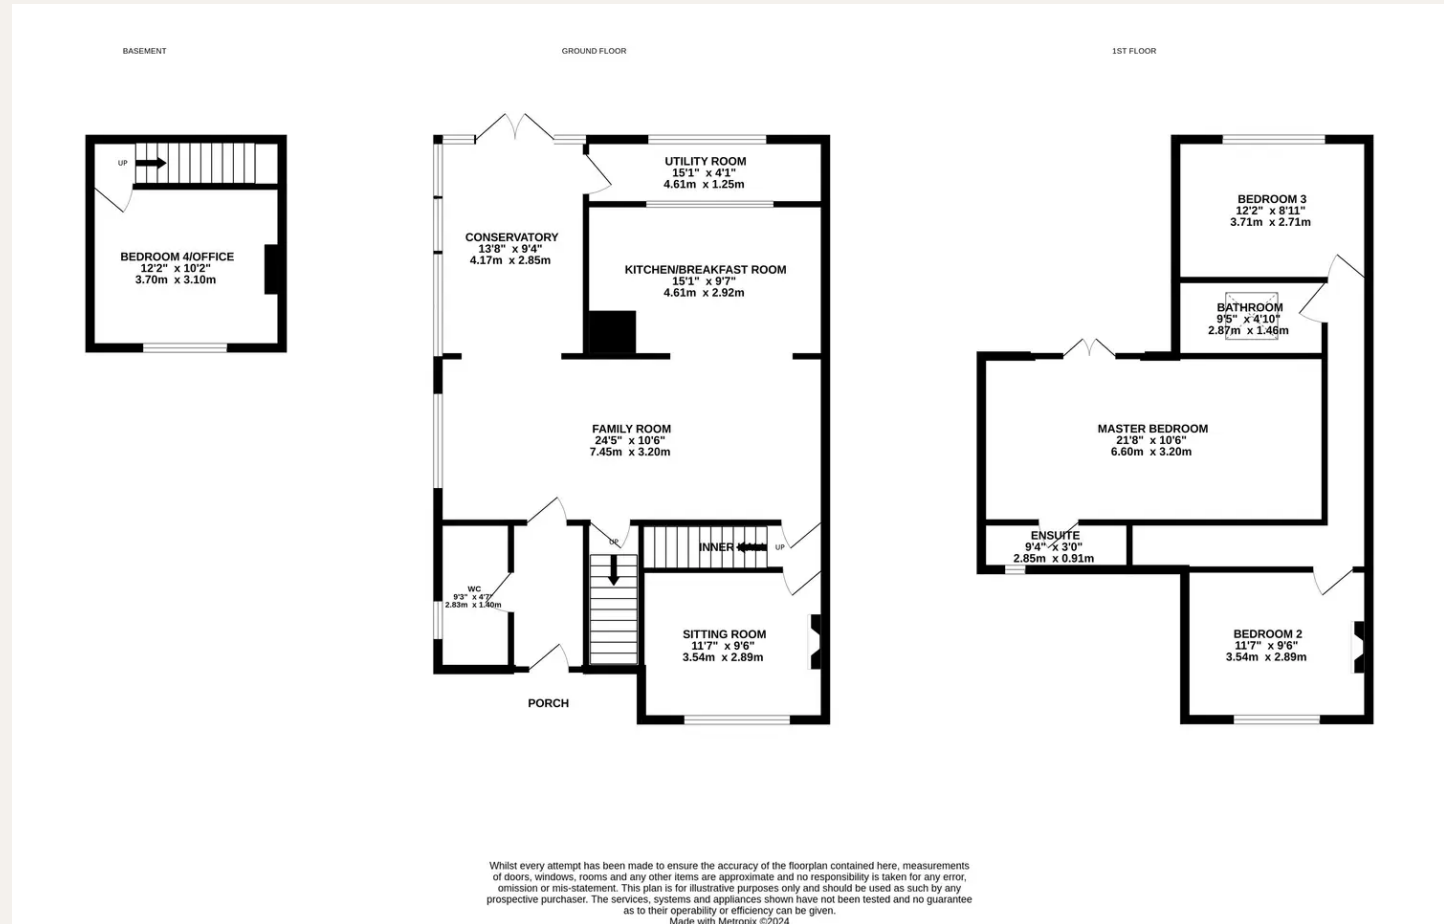 BASEMENT
GROUND FLOOR
1ST FLOOR
UP
BEDROOM 4/OFFICE
12'2" x 10'2"
3.70m x 3.10m
UTILITY ROOM
15'1" x 4'1"
4.61m x 1.25m
CONSERVATORY
13'8" x 9'4"
4.17m x 2.85m
KITCHEN/BREAKFAST ROOM
15'1" x 9'7"
4.61m x 2.92m
FAMILY ROOM
24'5" x 10'6"
7.45m x 3.20m
UP
INNER
UP
WC
9'3" x 4'7"
2.83m x 1.40m
SITTING ROOM
11'7" x 9'6"
3.54m x 2.89m
PORCH
BEDROOM 3
12'2" x 8'11"
3.71m x 2.71m
BATHROOM
9'5" x 4'10"
2.87m x 1.46m
MASTER BEDROOM
21'8" x 10'6"
6.60m x 3.20m
ENSUITE
9'4" x 3'0"
2.85m x 0.91m
BEDROOM 2
11'7" x 9'6"
3.54m x 2.89m
Whilst every attempt has been made to ensure the accuracy of the floorplan contained here, measurements
of doors, windows, rooms and any other items are approximate and no responsibility is taken for any error,
omission or mis-statement. This plan is for illustrative purposes only and should be used as such by any
prospective purchaser. The services, systems and appliances shown have not been tested and no guarantee
as to their operability or efficiency can be given.
Made with Metropix ©2024